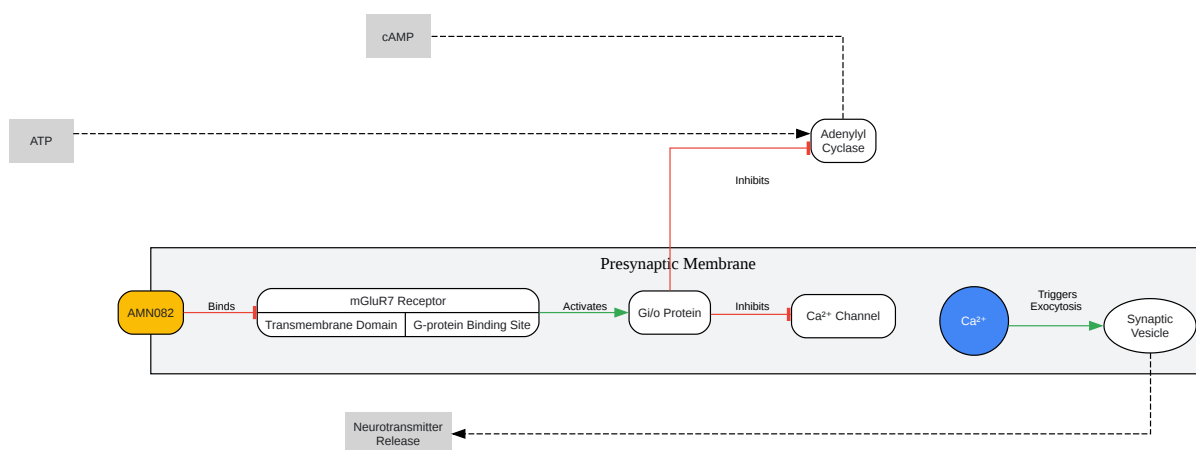 cAMP
ATP
Adenylyl
Cyclase
Inhibits
Presynaptic Membrane
AMN082
Binds
mGluR7 Receptor
Transmembrane Domain
G-protein Binding Site
Activates
Gi/o Protein
Inhibits
Ca²⁺ Channel
Ca²⁺
Triggers
Exocytosis
Synaptic
Vesicle
Neurotransmitter
Release